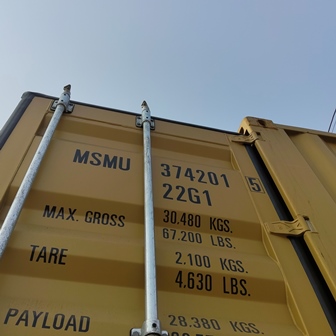 MSMU 374201 5
22G1
MAX. GROSS 30.480 KGS.
67.200 LBS.
TARE 2.100 KGS.
4.630 LBS.
PAYLOAD 28.380 KGS.